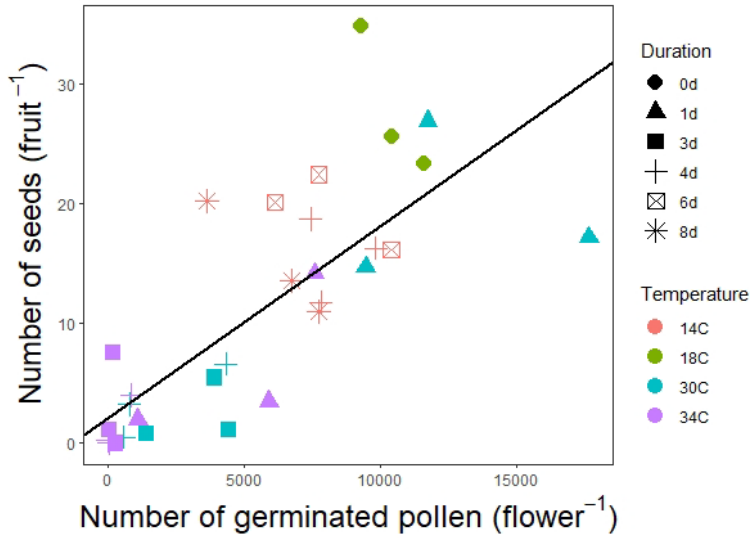 Number of seeds (fruit⁻¹)
30
20
10
0
0 5000 10000 15000
Number of germinated pollen (flower⁻¹)
Duration
0d
1d
3d
4d
6d
8d
Temperature
14C
18C
30C
34C